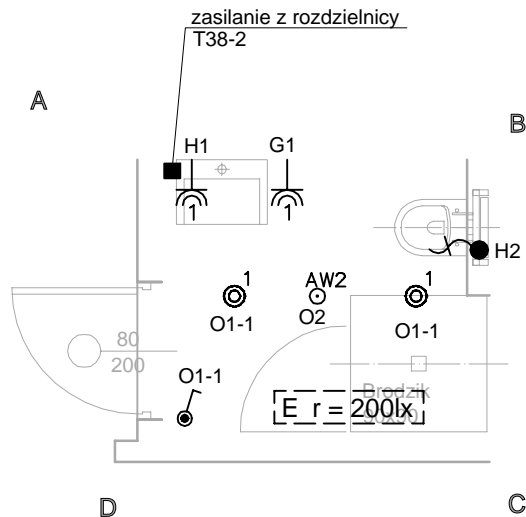 zasilanie z rozdzielnicy
T38-2
A
B
H1
G1
1
1
H2
1
AW2
1
O1-1
O2
O1-1
80
200
O1-1
Brodzik
90x90
E r = 200lx
D
C